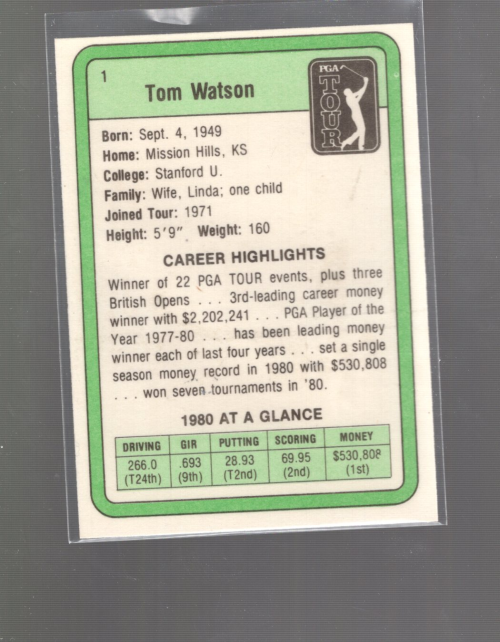 1
Tom Watson
PGA
TOUR
Born: Sept. 4, 1949
Home: Mission Hills, KS
College: Stanford U.
Family: Wife, Linda; one child
Joined Tour: 1971
Height: 5'9" Weight: 160
CAREER HIGHLIGHTS
Winner of 22 PGA TOUR events, plus three
British Opens . . . 3rd-leading career money
winner with $2,202,241 . . . PGA Player of the
Year 1977-80 . . . has been leading money
winner each of last four years . . . set a single
season money record in 1980 with $530,808
. . . won seven tournaments in '80.
1980 AT A GLANCE
DRIVING GIR PUTTING SCORING MONEY
266.0 .693 28.93 69.95 $530,808
(T24th) (9th) (T2nd) (2nd) (1st)